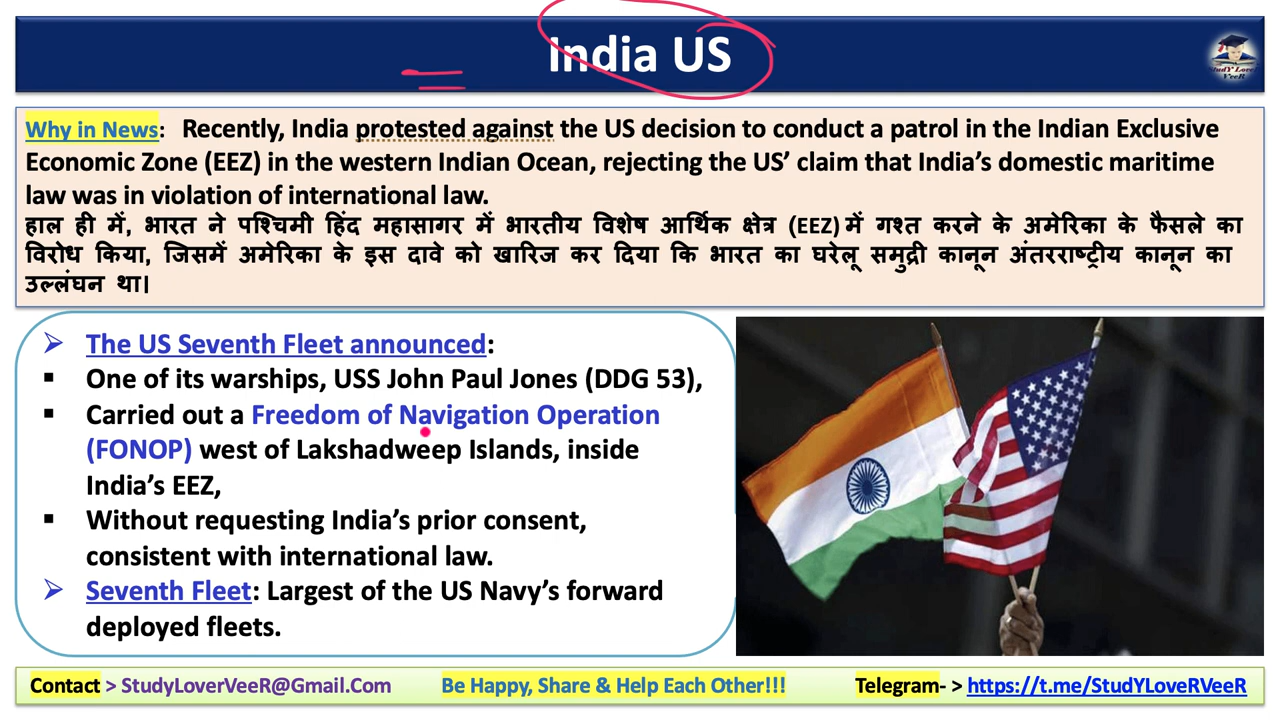 India US
StudY Lover
VeeR
Why in News: Recently, India protested against the US decision to conduct a patrol in the Indian Exclusive
Economic Zone (EEZ) in the western Indian Ocean, rejecting the US’ claim that India’s domestic maritime
law was in violation of international law.
हाल ही में, भारत ने पश्चिमी हिंद महासागर में भारतीय विशेष आर्थिक क्षेत्र (EEZ) में गश्त करने के अमेरिका के फैसले का
विरोध किया, जिसमें अमेरिका के इस दावे को खारिज कर दिया कि भारत का घरेलू समुद्री कानून अंतरराष्ट्रीय कानून का
उल्लंघन था।
➢ The US Seventh Fleet announced:
▪ One of its warships, USS John Paul Jones (DDG 53),
▪ Carried out a Freedom of Navigation Operation
(FONOP) west of Lakshadweep Islands, inside
India’s EEZ,
▪ Without requesting India’s prior consent,
consistent with international law.
➢ Seventh Fleet: Largest of the US Navy’s forward
deployed fleets.
Contact > StudyLoverVeeR@Gmail.Com Be Happy, Share & Help Each Other!!! Telegram- > https://t.me/StudYLoveRVeeR